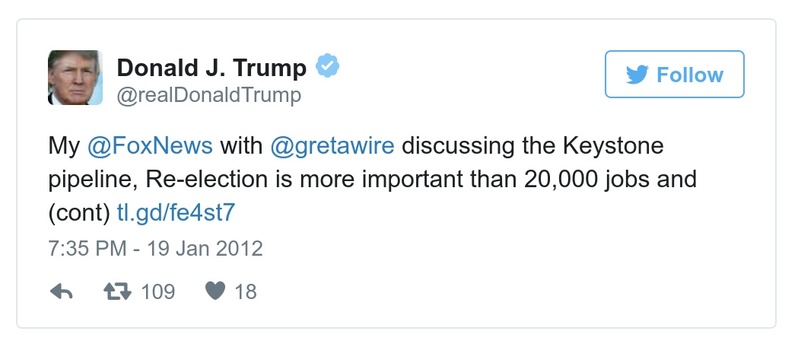 Donald J. Trump
@realDonaldTrump
Follow
My @FoxNews with @gretawire discussing the Keystone
pipeline, Re-election is more important than 20,000 jobs and
(cont) tl.gd/fe4st7
7:35 PM - 19 Jan 2012
109 18